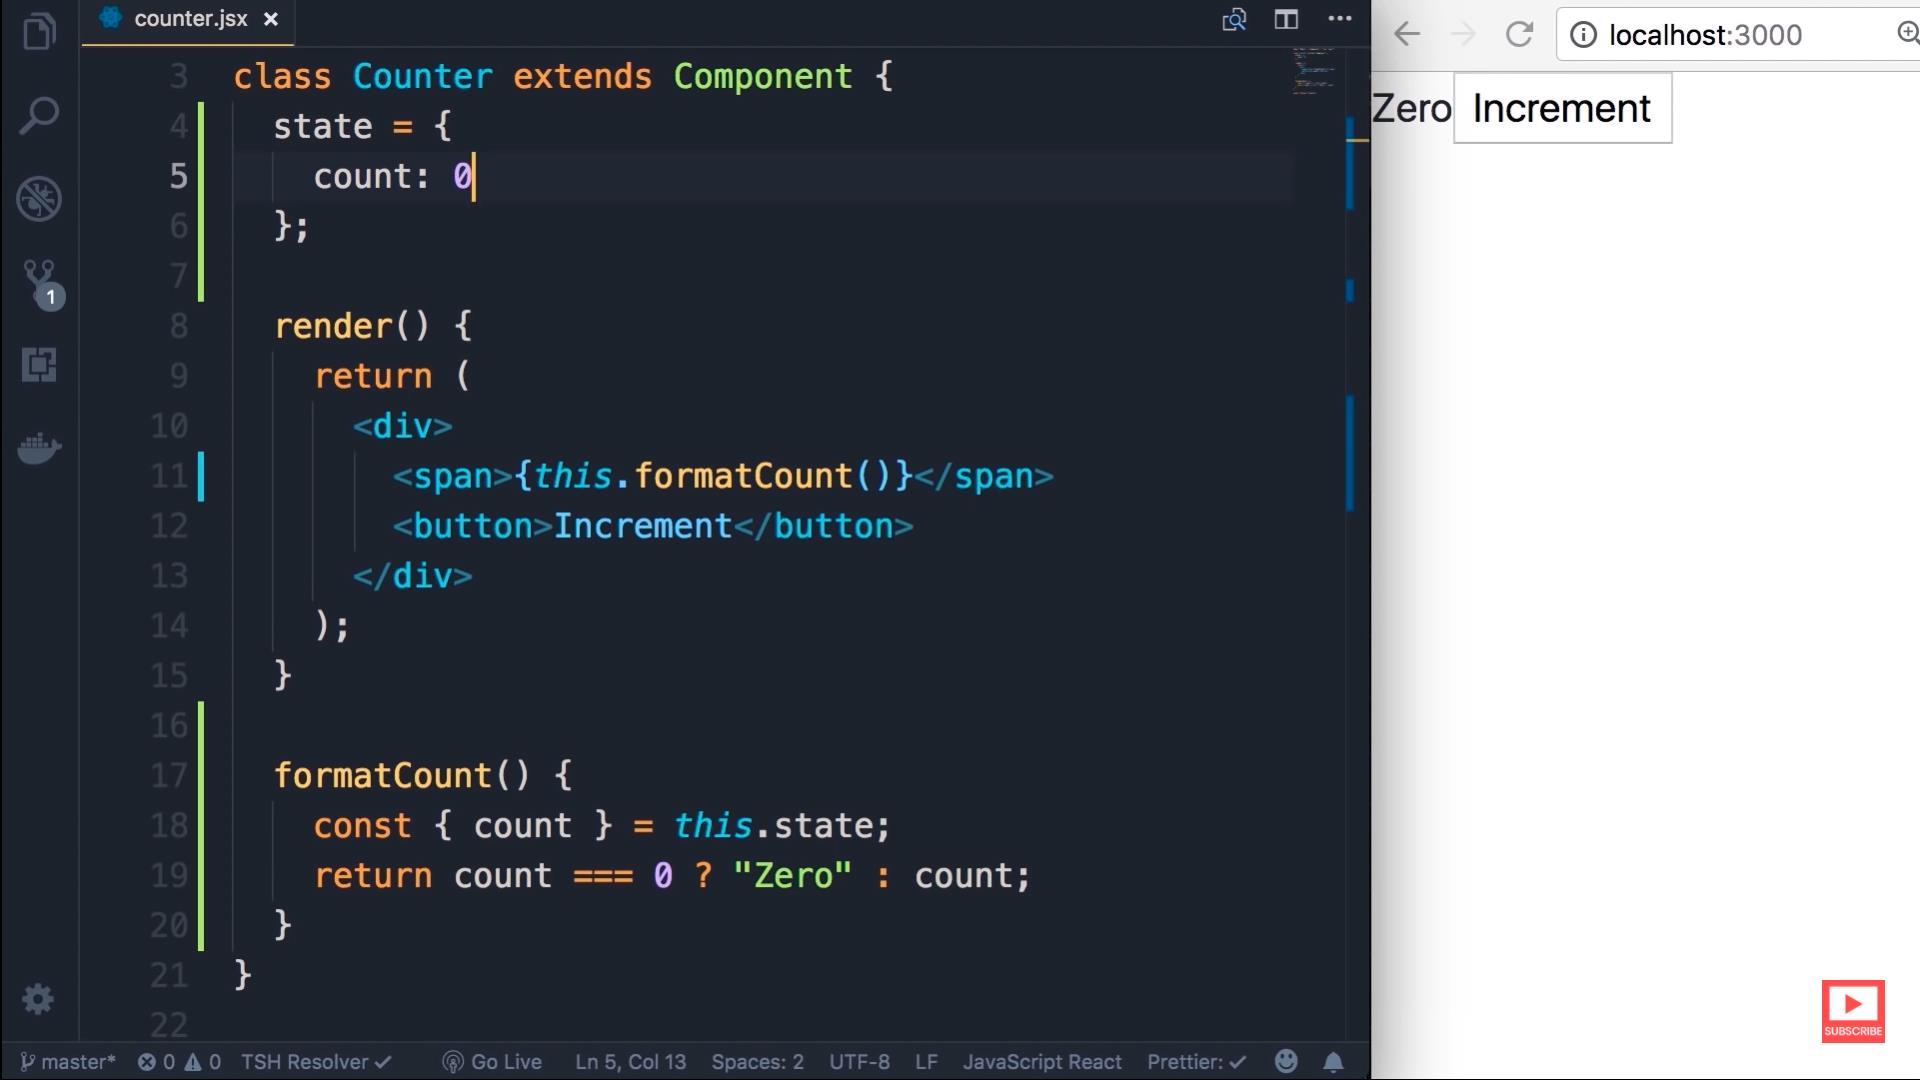 counter.jsx ×
3 class Counter extends Component {
4 state = {
5 count: 0
6 };
7
8 render() {
9 return (
10 <div>
11 <span>{this.formatCount()}</span>
12 <button>Increment</button>
13 </div>
14 );
15 }
16
17 formatCount() {
18 const { count } = this.state;
19 return count === 0 ? "Zero" : count;
20 }
21 }
22
1
master* 0 0 TSH Resolver ✓ Go Live Ln 5, Col 13 Spaces: 2 UTF-8 LF JavaScript React Prettier: ✓
localhost:3000
Zero Increment
SUBSCRIBE